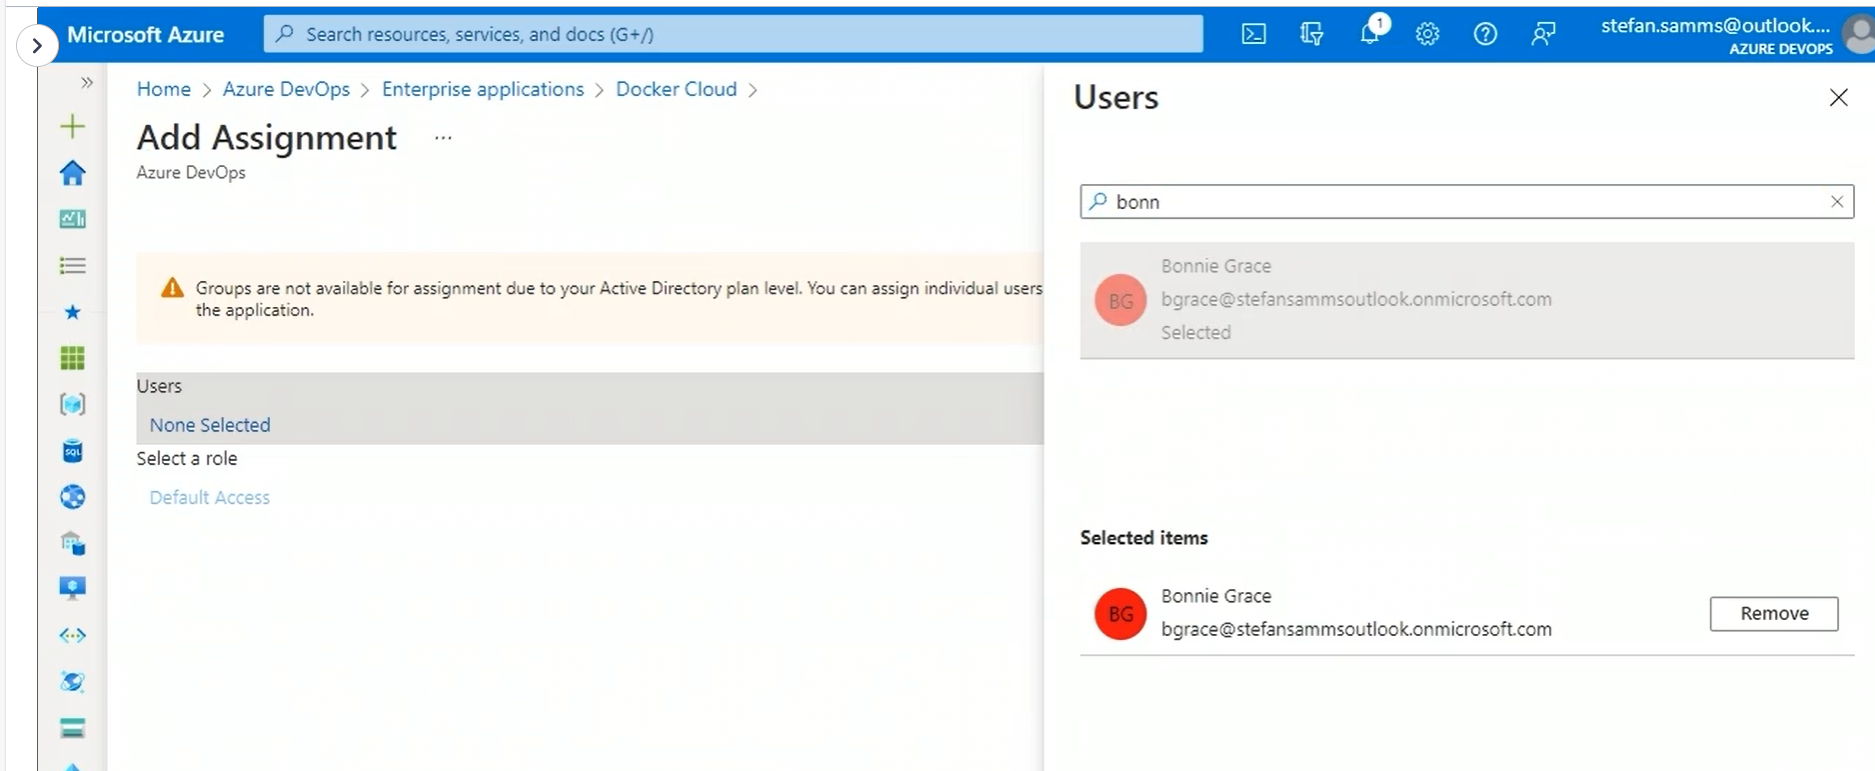 Microsoft Azure
Search resources, services, and docs (G+/)
1
stefan.samms@outlook....
AZURE DEVOPS
Home > Azure DevOps > Enterprise applications > Docker Cloud >
Add Assignment ...
Azure DevOps
Groups are not available for assignment due to your Active Directory plan level. You can assign individual users
the application.
Users
None Selected
Select a role
Default Access
SQL
Users
bonn
BG
Bonnie Grace
bgrace@stefansammsoutlook.onmicrosoft.com
Selected
Selected items
BG
Bonnie Grace
bgrace@stefansammsoutlook.onmicrosoft.com
Remove